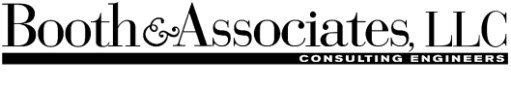 Booth&Associates, LLC
CONSULTING ENGINEERS